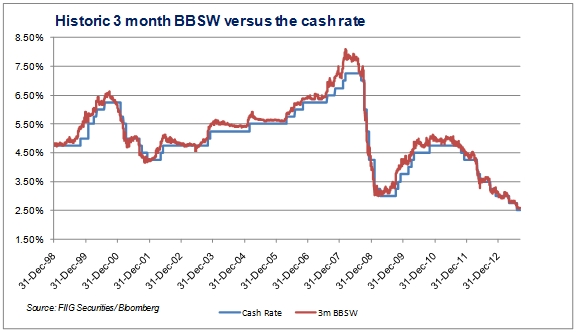 Historic 3 month BBSW versus the cash rate
8.50%
7.50%
6.50%
5.50%
4.50%
3.50%
2.50%
1.50%
31-Dec-98
31-Dec-99
31-Dec-00
31-Dec-01
31-Dec-02
31-Dec-03
31-Dec-04
31-Dec-05
31-Dec-06
31-Dec-07
31-Dec-08
31-Dec-09
31-Dec-10
31-Dec-11
31-Dec-12
Source: FIIG Securities/Bloomberg
Cash Rate
3m BBSW